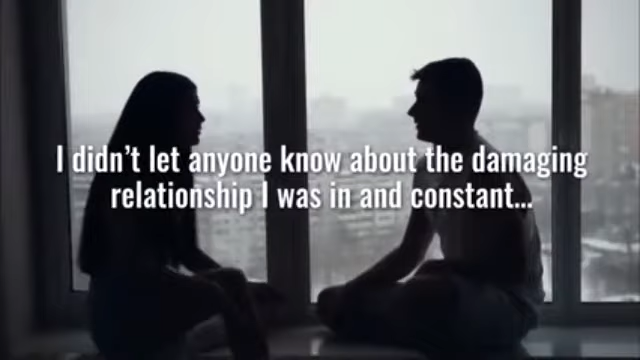 I didn’t let anyone know about the damaging
relationship I was in and constant...